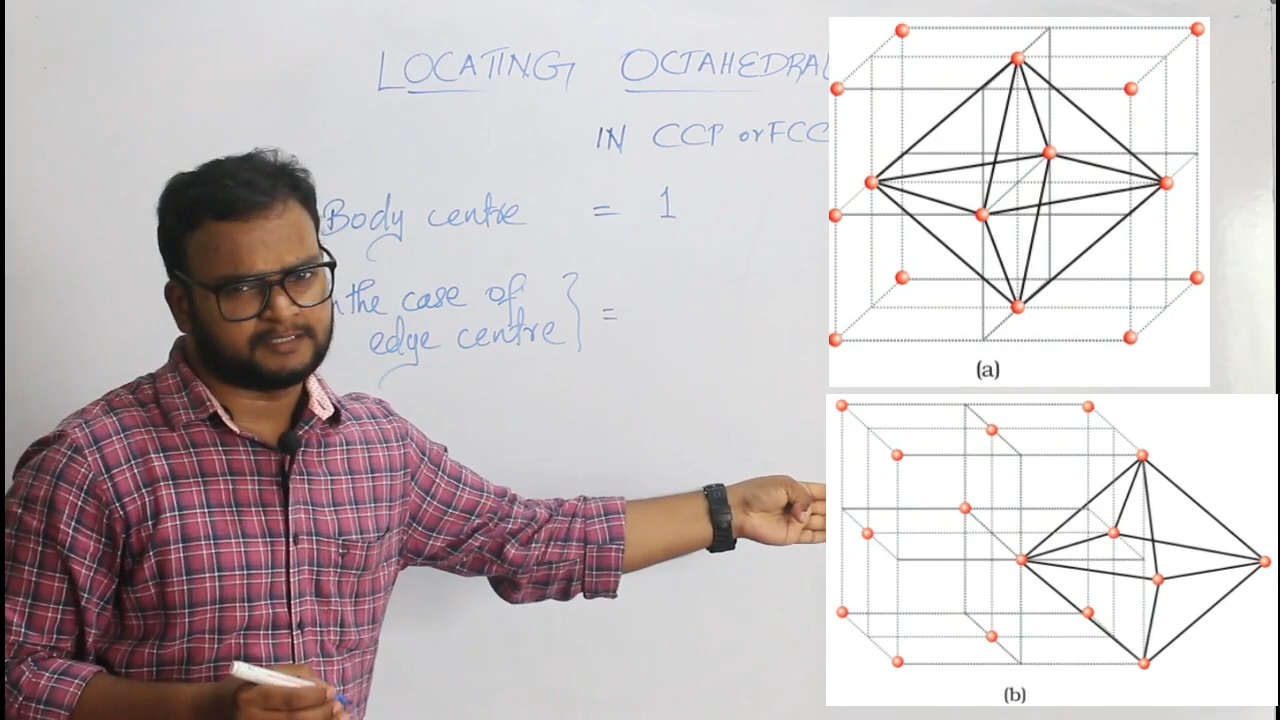 LOCATING OCTAHEDRAL
IN CCP or FCC
Body centre = 1
the case of
edge centre } =
(a)
(b)